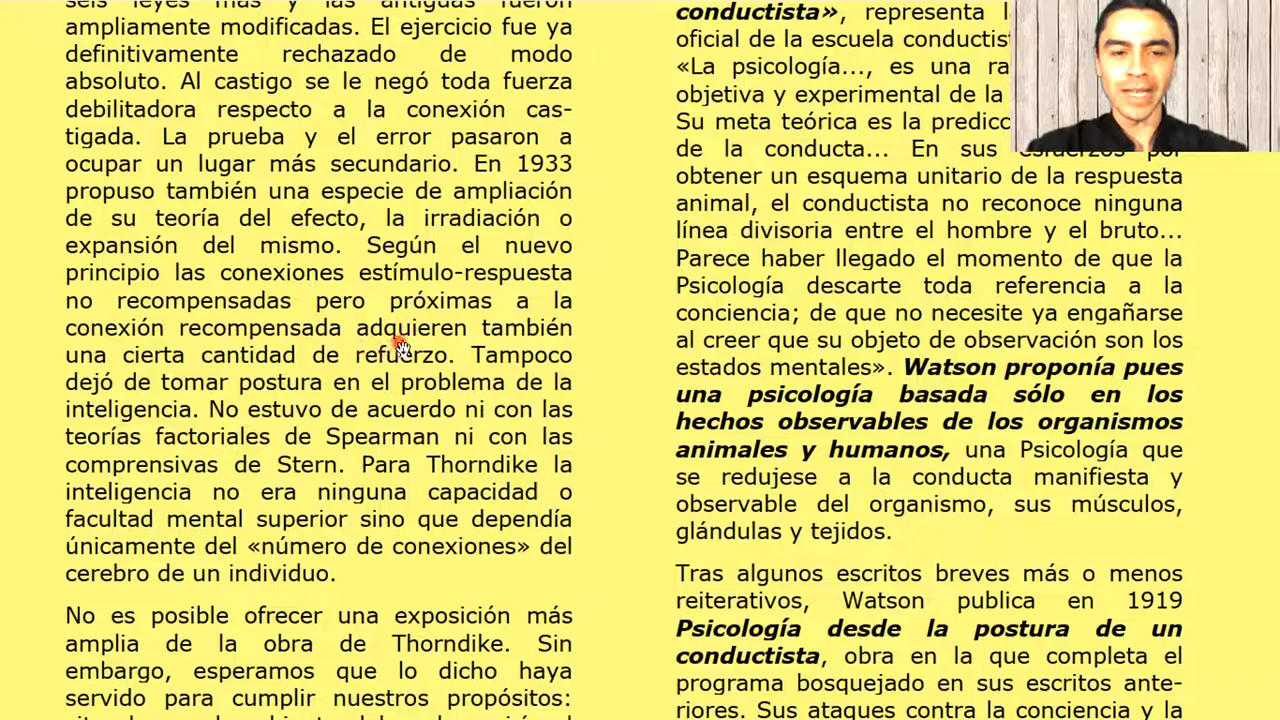 seis leyes más y las antiguas fueron
ampliamente modificadas. El ejercicio fue ya
definitivamente rechazado de modo
absoluto. Al castigo se le negó toda fuerza
debilitadora respecto a la conexión cas-
tigada. La prueba y el error pasaron a
ocupar un lugar más secundario. En 1933
propuso también una especie de ampliación
de su teoría del efecto, la irradiación o
expansión del mismo. Según el nuevo
principio las conexiones estímulo-respuesta
no recompensadas pero próximas a la
conexión recompensada adquieren también
una cierta cantidad de refuerzo. Tampoco
dejó de tomar postura en el problema de la
inteligencia. No estuvo de acuerdo ni con las
teorías factoriales de Spearman ni con las
comprensivas de Stern. Para Thorndike la
inteligencia no era ninguna capacidad o
facultad mental superior sino que dependía
únicamente del «número de conexiones» del
cerebro de un individuo.
No es posible ofrecer una exposición más
amplia de la obra de Thorndike. Sin
embargo, esperamos que lo dicho haya
servido para cumplir nuestros propósitos:
conductista», representa
oficial de la escuela
«La psicología..., es una
objetiva y experimental de la
Su meta teórica es la
de la conducta... En sus esfuerzos por
obtener un esquema unitario de la respuesta
animal, el conductista no reconoce ninguna
línea divisoria entre el hombre y el bruto...
Parece haber llegado el momento de que la
Psicología descarte toda referencia a la
conciencia; de que no necesite ya engañarse
al creer que su objeto de observación son los
estados mentales». Watson proponía pues
una psicología basada sólo en los
hechos observables de los organismos
animales y humanos, una Psicología que
se redujese a la conducta manifiesta y
observable del organismo, sus músculos,
glándulas y tejidos.
Tras algunos escritos breves más o menos
reiterativos, Watson publica en 1919
Psicología desde la postura de un
conductista, obra en la que completa el
programa bosquejado en sus escritos ante-
riores. Sus ataques contra la conciencia y la